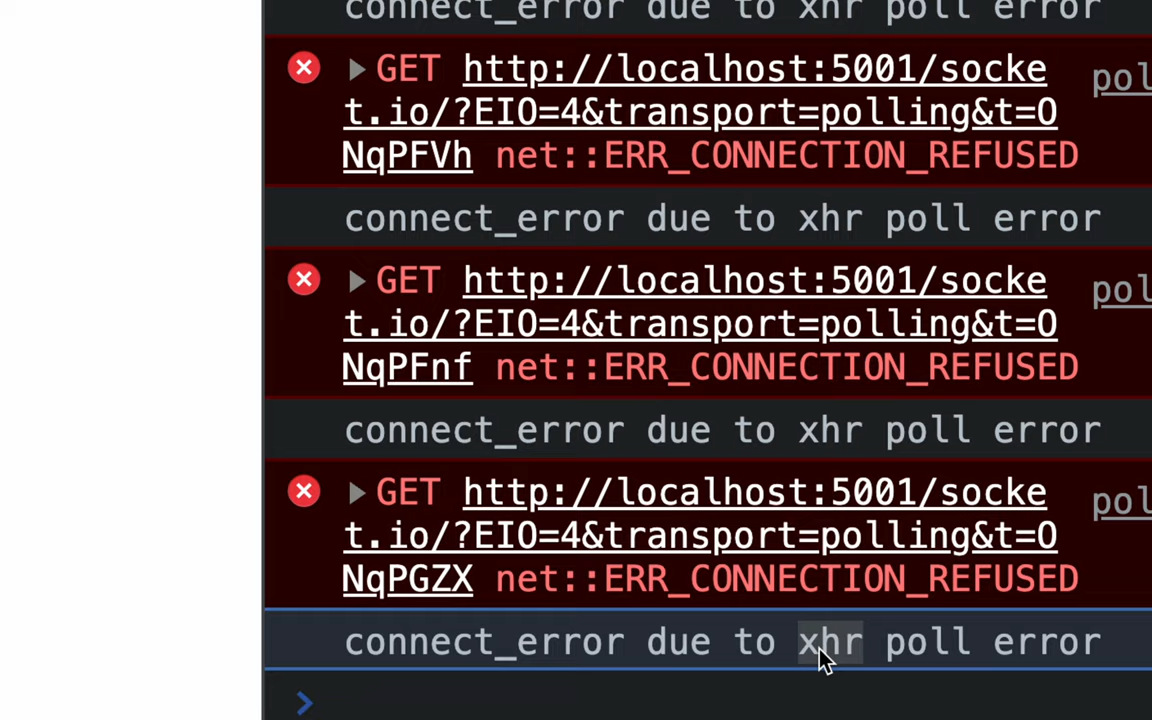 connect_error due to xhr poll error
GET http://localhost:5001/socke
t.io/?EIO=4&transport=polling&t=O
NqPFVh net::ERR_CONNECTION_REFUSED
pol
connect_error due to xhr poll error
GET http://localhost:5001/socke
t.io/?EIO=4&transport=polling&t=O
NqPFnf net::ERR_CONNECTION_REFUSED
pol
connect_error due to xhr poll error
GET http://localhost:5001/socke
t.io/?EIO=4&transport=polling&t=O
NqPGZX net::ERR_CONNECTION_REFUSED
pol
connect_error due to xhr poll error